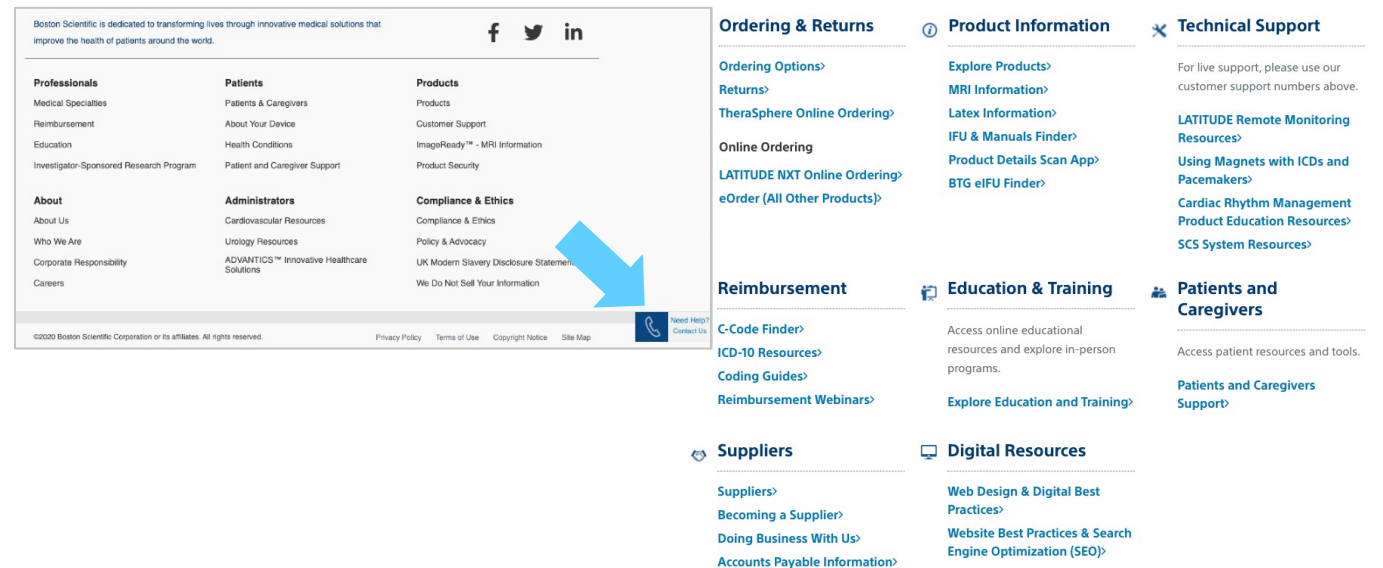 Boston Scientific is dedicated to transforming lives through innovative medical solutions that
improve the health of patients around the world.
Professionals
Medical Specialties
Reimbursement
Education
Investigator-Sponsored Research Program
Patients
Patients & Caregivers
About Your Device
Health Conditions
Patient and Caregiver Support
Products
Products
Customer Support
ImageReady™ - MRI Information
Product Security
About
About Us
Who We Are
Corporate Responsibility
Careers
Administrators
Cardiovascular Resources
Urology Resources
ADVANTICS™ Innovative Healthcare
Solutions
Compliance & Ethics
Compliance & Ethics
Policy & Advocacy
UK Modern Slavery Disclosure Statement
We Do Not Sell Your Information
Need Help?
Contact Us
©2020 Boston Scientific Corporation or its affiliates. All rights reserved.
Privacy Policy
Terms of Use
Copyright Notice
Site Map
Ordering & Returns
Ordering Options>
Returns>
TheraSphere Online Ordering>
Online Ordering
LATITUDE NXT Online Ordering>
eOrder (All Other Products)>
Product Information
Explore Products>
MRI Information>
Latex Information>
IFU & Manuals Finder>
Product Details Scan App>
BTG eIFU Finder>
Technical Support
For live support, please use our
customer support numbers above.
LATITUDE Remote Monitoring
Resources>
Using Magnets with ICDs and
Pacemakers>
Cardiac Rhythm Management
Product Education Resources>
SCS System Resources>
Reimbursement
C-Code Finder>
ICD-10 Resources>
Coding Guides>
Reimbursement Webinars>
Education & Training
Access online educational
resources and explore in-person
programs.
Explore Education and Training>
Patients and
Caregivers
Access patient resources and tools.
Patients and Caregivers
Support>
Suppliers
Suppliers>
Becoming a Supplier>
Doing Business With Us>
Accounts Payable Information>
Digital Resources
Web Design & Digital Best
Practices>
Website Best Practices & Search
Engine Optimization (SEO)>